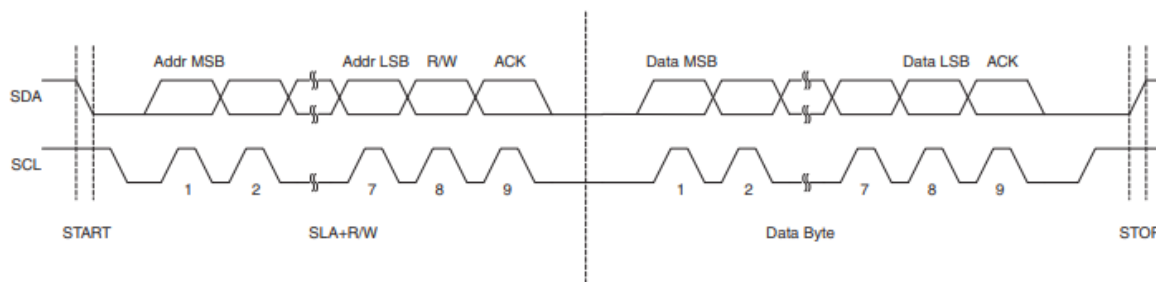 Addr MSB Addr LSB R/W ACK Data MSB Data LSB ACK
SDA
SCL
1 2 7 8 9 1 2 7 8 9
START SLA+R/W Data Byte STOP